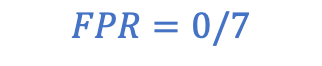 FPR = 0/7